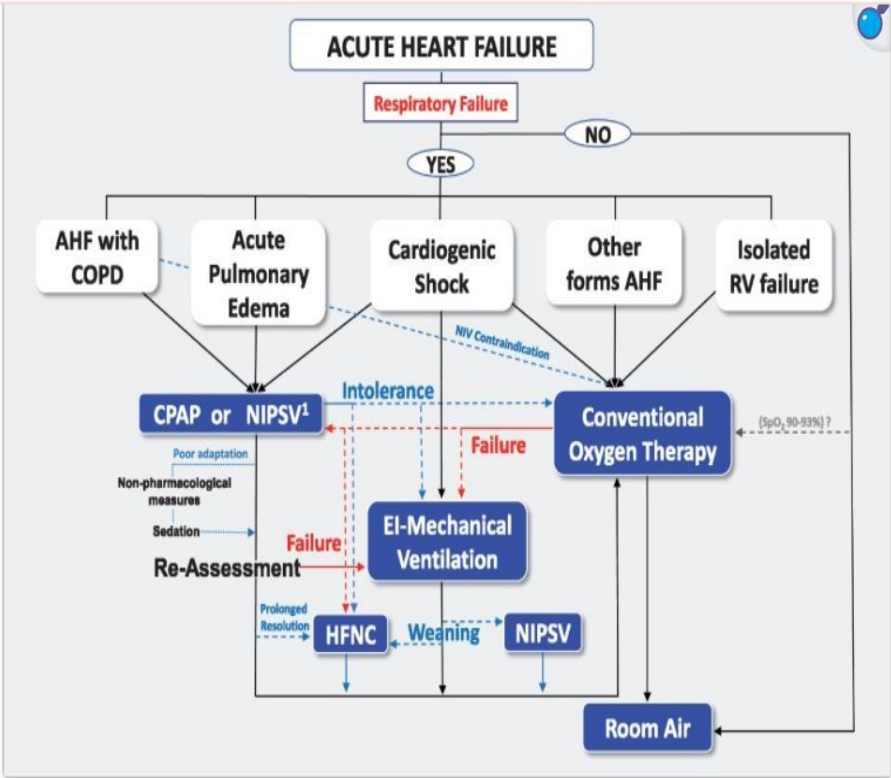 ACUTE HEART FAILURE
Respiratory Failure
NO
YES
AHF with
COPD
Acute
Pulmonary
Edema
Cardiogenic
Shock
Other
forms AHF
Isolated
RV failure
NIV Contraindication
CPAP or NIPSV¹
Intolerance
Conventional
Oxygen Therapy
(SpO₂ 90-93%) ?
Failure
Poor adaptation
Non-pharmacological
measures
Sedation
EI-Mechanical
Ventilation
Failure
Re-Assessment
Prolonged
Resolution
HFNC
Weaning
NIPSV
Room Air